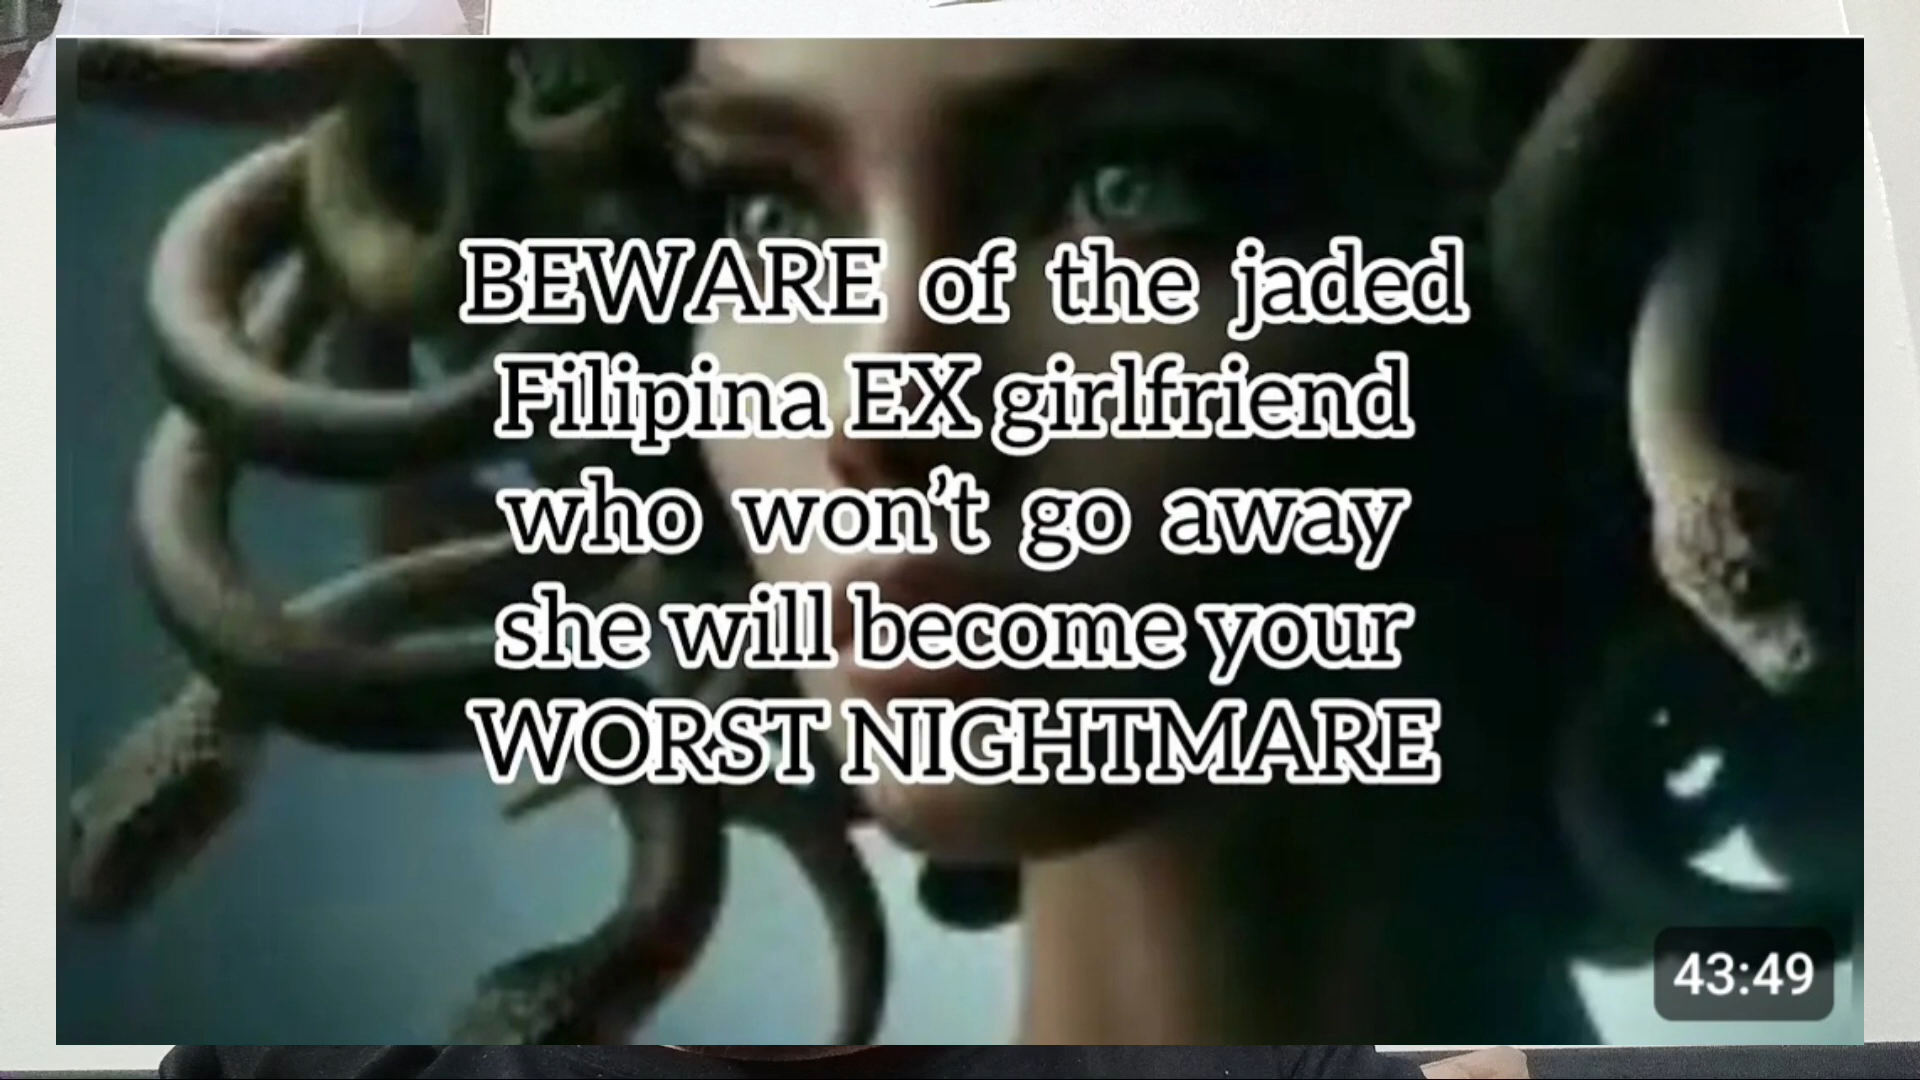 BEWARE of the jaded
Filipina EX girlfriend
who won't go away
she will become your
WORST NIGHTMARE
43:49